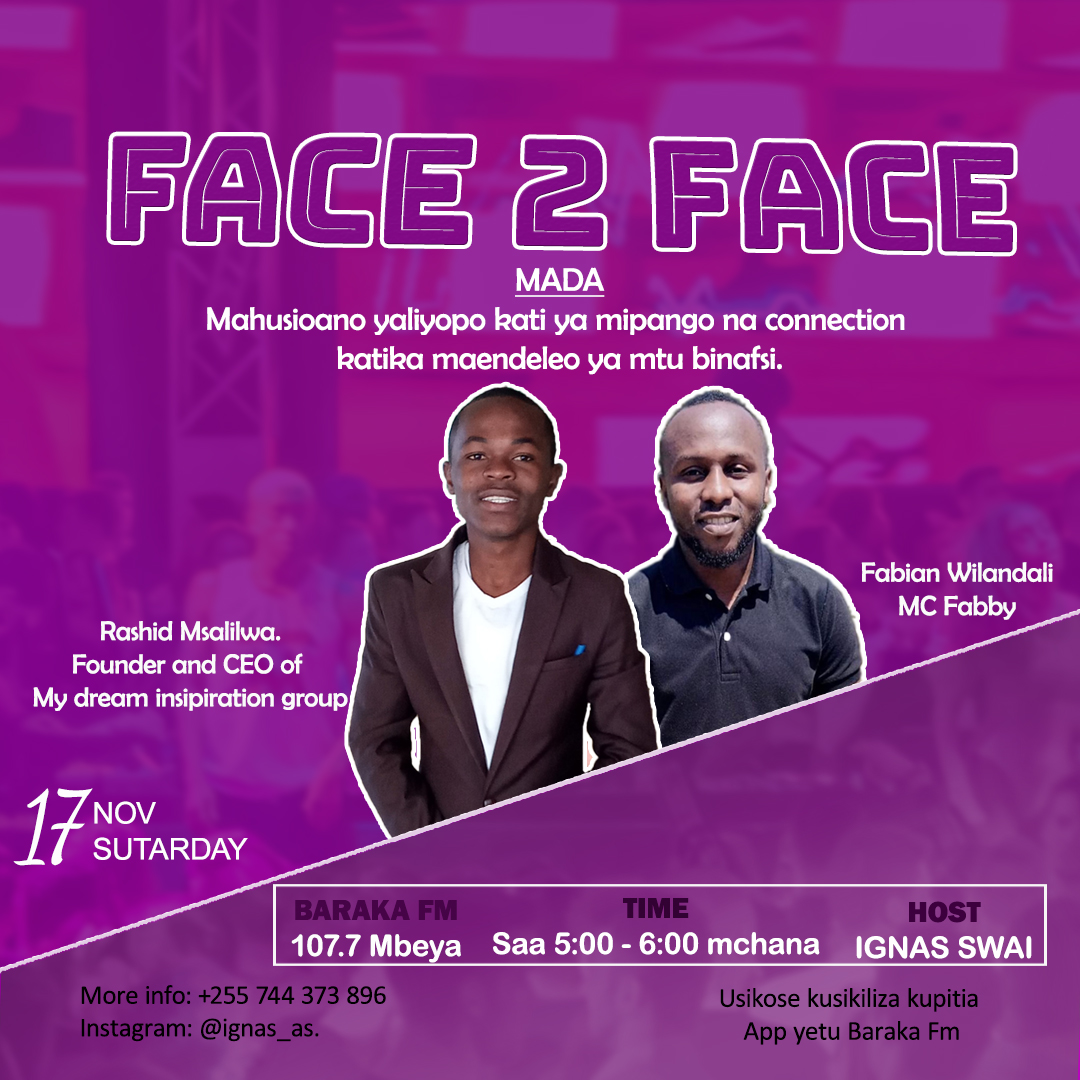 FACE 2 FACE
MADA
Mahusioano yaliyopo kati ya mipango na connection
katika maendeleo ya mtu binafsi.
Fabian Wilandali
MC Fabby
Rashid Msalilwa.
Founder and CEO of
My dream insipiration group
17 NOV
SUTARDAY
BARAKA FM
107.7 Mbeya
TIME
Saa 5:00 - 6:00 mchana
HOST
IGNAS SWAI
More info: +255 744 373 896
Instagram: @ignas_as.
Usikose kusikiliza kupitia
App yetu Baraka Fm